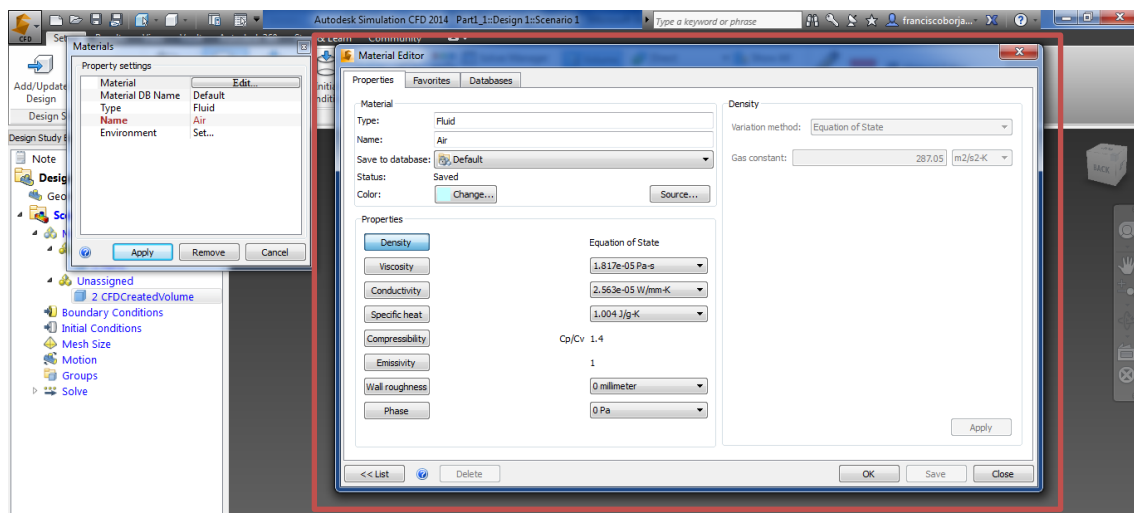 Autodesk Simulation CFD 2014 Part1_1::Design 1::Scenario 1
Type a keyword or phrase
franciscoborja...
CFD
& Learn Community
Materials
Property settings
Material Edit...
Material DB Name Default
Type Fluid
Name Air
Environment Set...
Apply Remove Cancel
Add/Update
Design
Design Study
Note
Boundary Conditions
Unassigned
2 CFDCreatedVolume
Initial Conditions
Mesh Size
Motion
Groups
Solve
Material Editor
Properties Favorites Databases
Material
Type: Fluid
Name: Air
Save to database: Default
Status: Saved
Color: Change... Source...
Properties
Density Equation of State
Viscosity 1.817e-05 Pa-s
Conductivity 2.563e-05 W/mm-K
Specific heat 1.004 J/g-K
Compressibility Cp/Cv 1.4
Emissivity 1
Wall roughness 0 milimeter
Phase 0 Pa
Density
Variation method: Equation of State
Gas constant: 287.05 m2/s2-K
Apply
<< List Delete OK Save Close
BACK